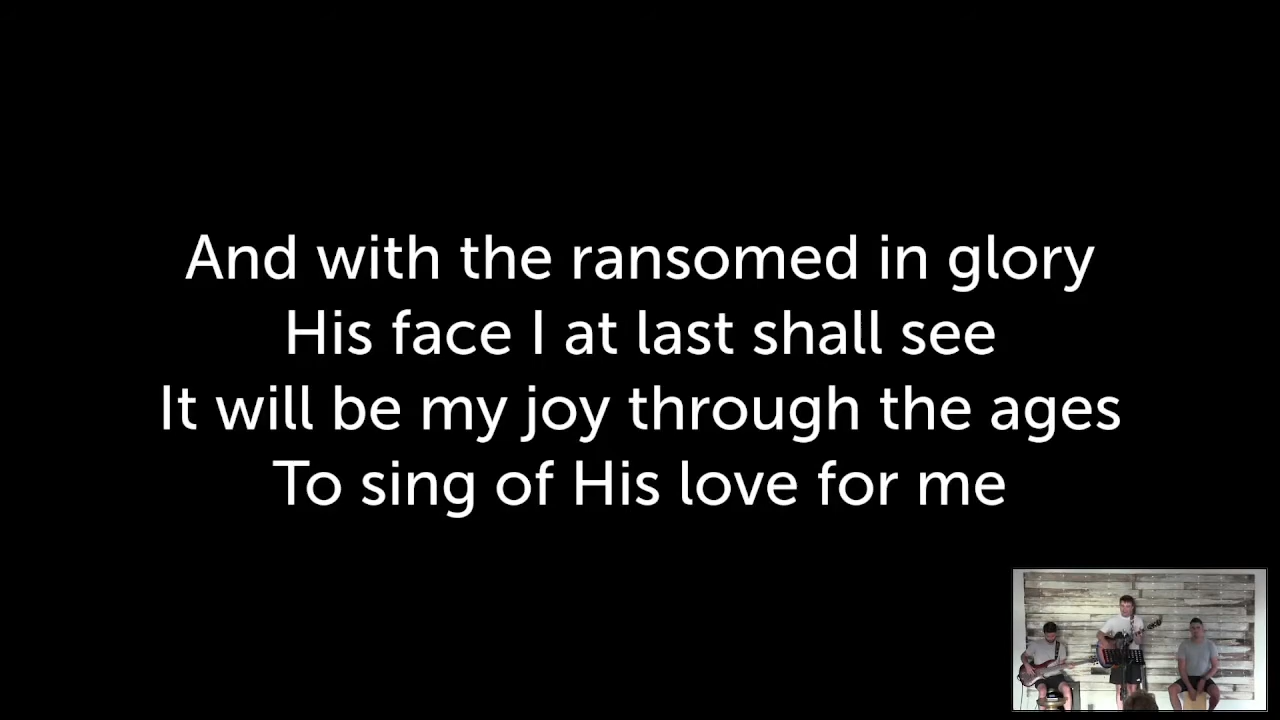 And with the ransomed in glory
His face I at last shall see
It will be my joy through the ages
To sing of His love for me